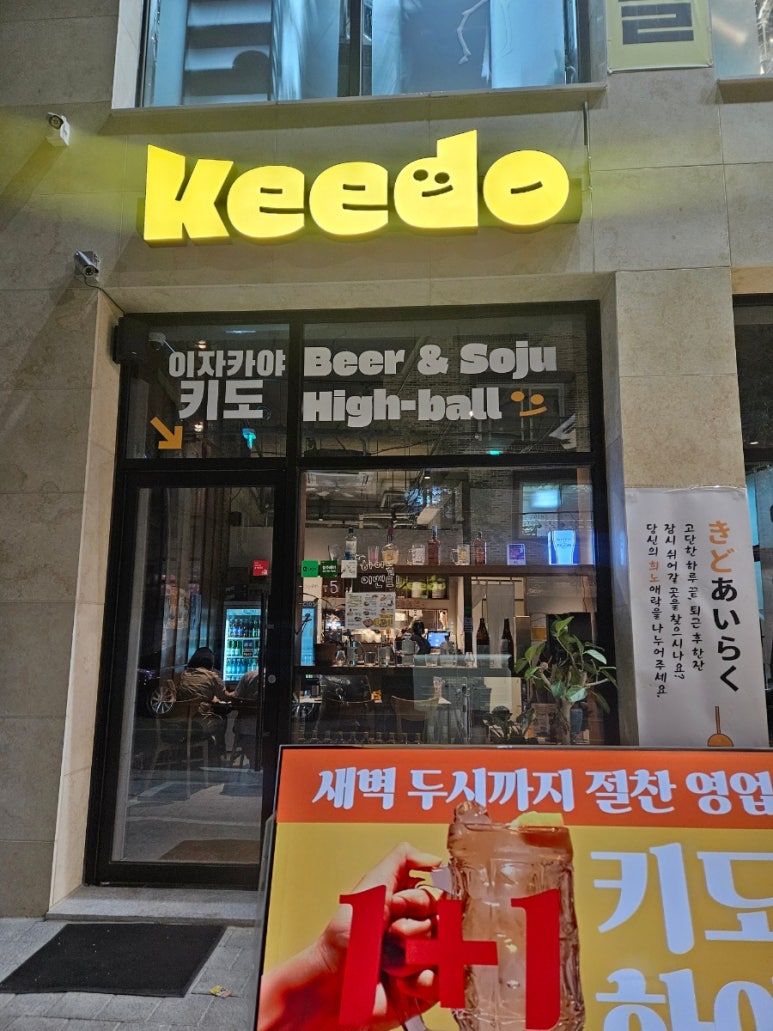 Keedo
이자카야
키도
Beer & Soju
High-ball
きどあいらく
고단한 하루 끝, 퇴근 후 한잔
잠시 쉬어갈 곳을 찾으시나요?
당신의 희노애락을 나누어주세요.
새벽 두시까지 절찬 영업
키도
하이
1+1